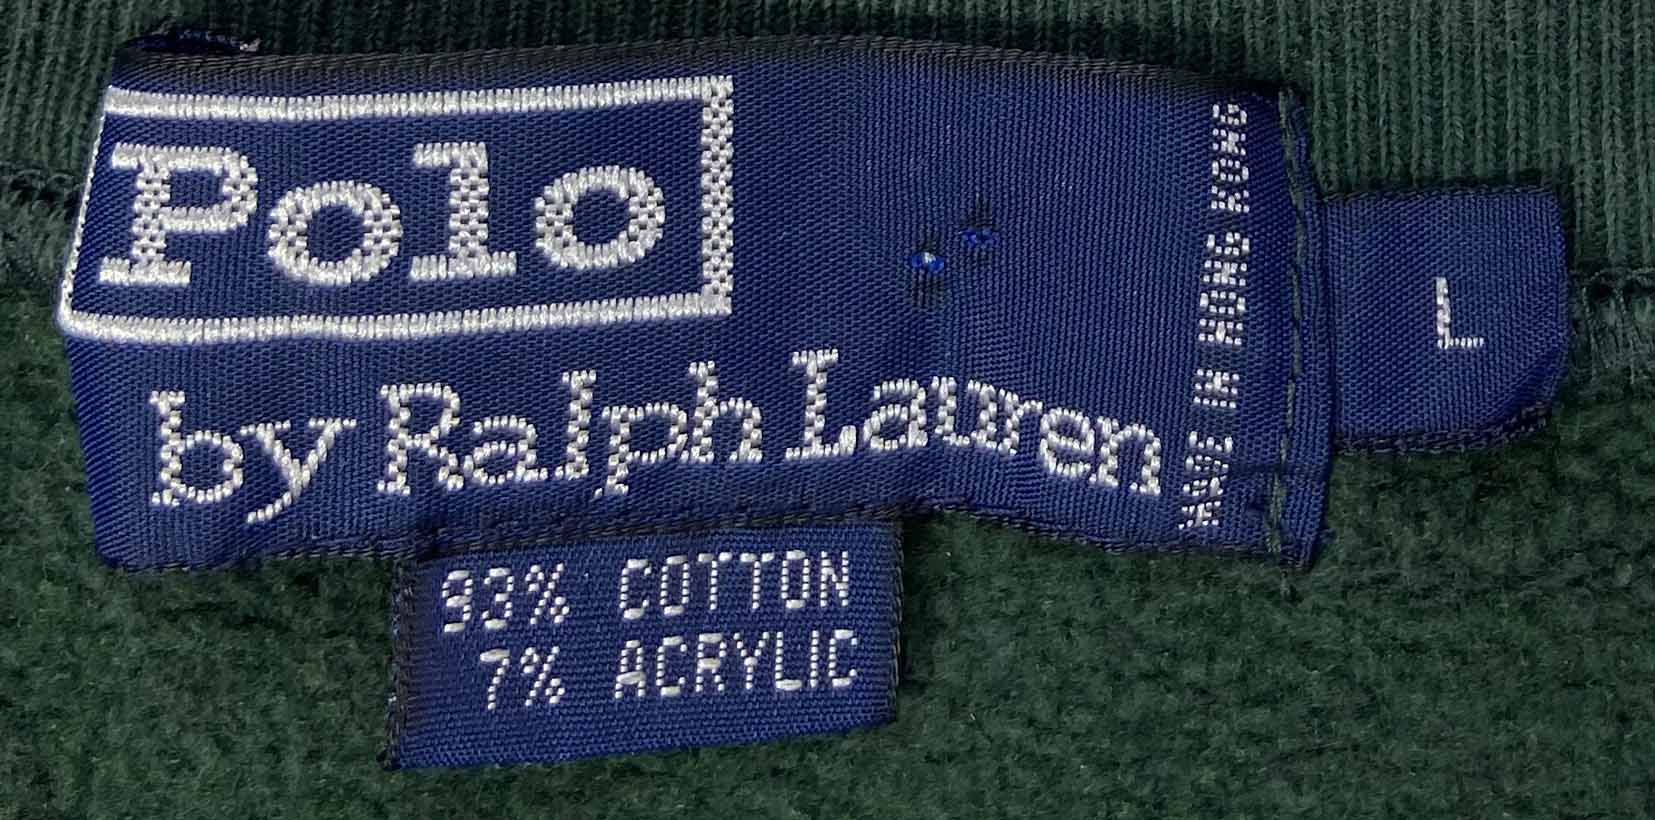 Polo
by Ralph Lauren
MADE IN HONG KONG
L
93% COTTON
7% ACRYLIC